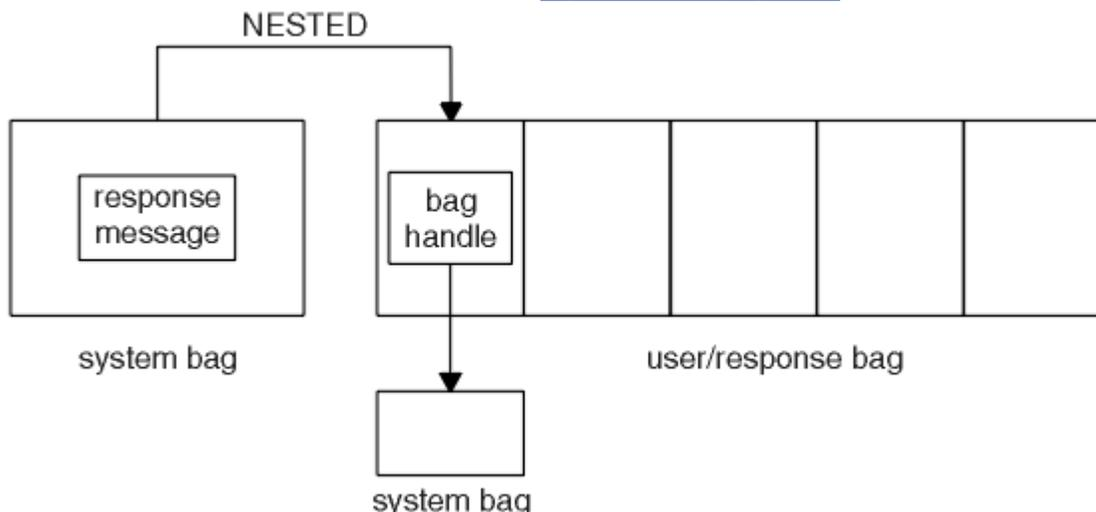 NESTED
response
message
bag
handle
system bag
user/response bag
system bag